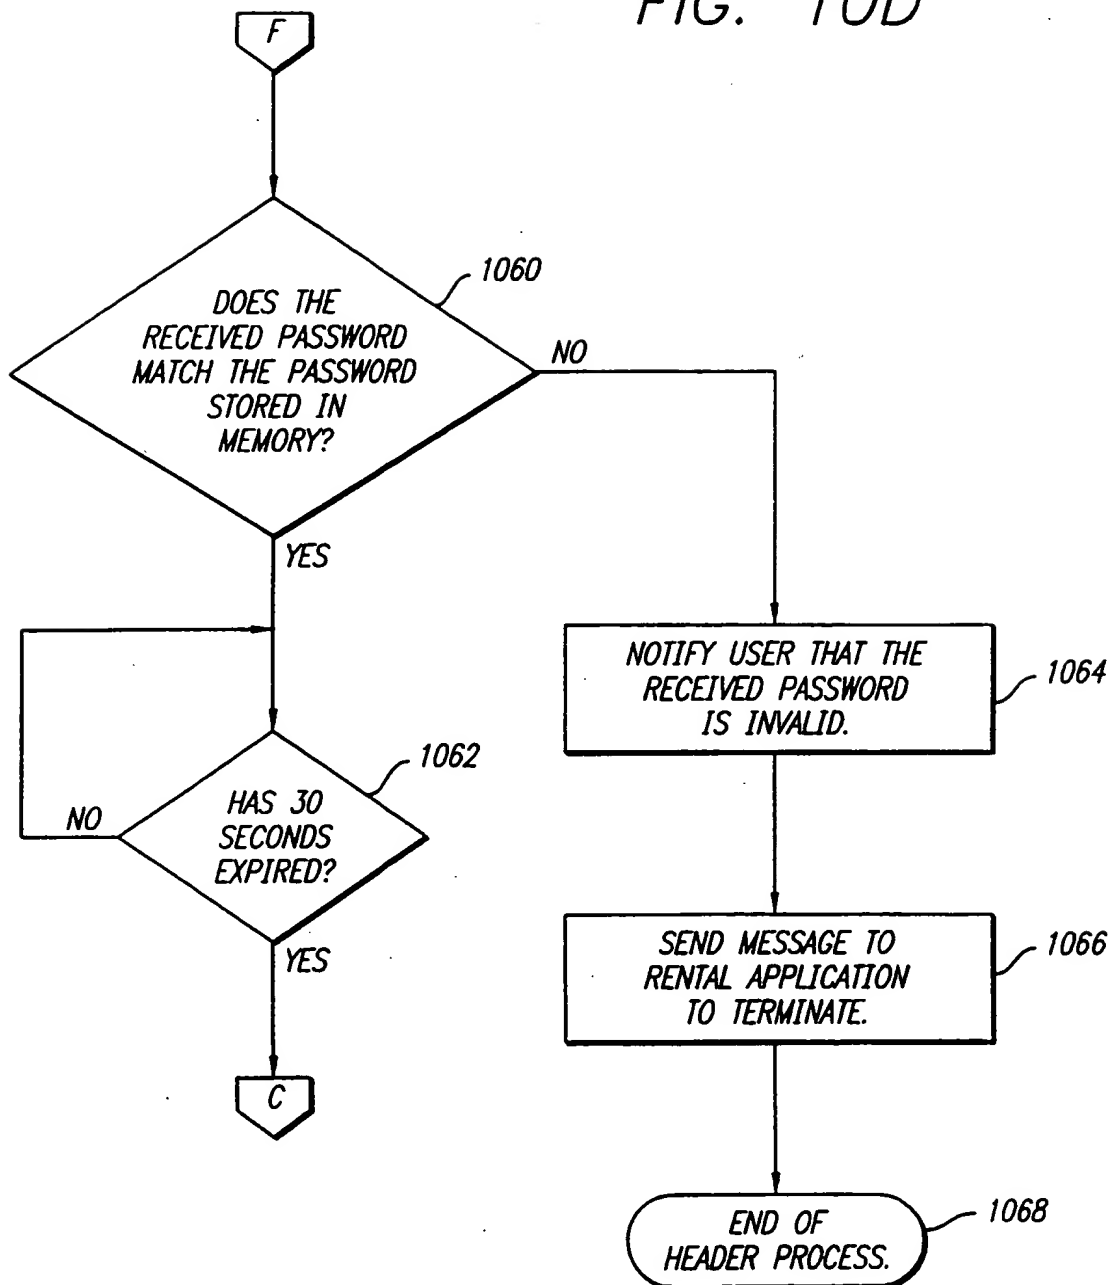 FIG. 10D
F
1060
DOES THE
RECEIVED PASSWORD
MATCH THE PASSWORD
STORED IN
MEMORY?
NO
YES
NOTIFY USER THAT THE
RECEIVED PASSWORD
IS INVALID.
1064
1062
HAS 30
SECONDS
EXPIRED?
NO
YES
SEND MESSAGE TO
RENTAL APPLICATION
TO TERMINATE.
1066
C
END OF
HEADER PROCESS.
1068